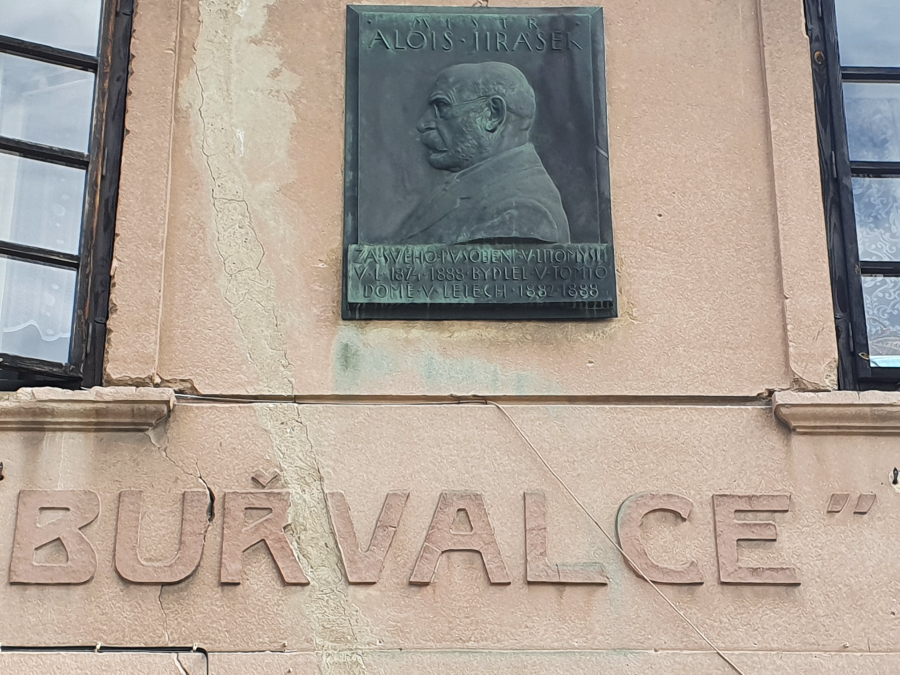 MISTR
ALOIS·JIRÁSEK
ZA·SVÉHO·PŮSOBENÍ·V·LITOMYŠLI
V·L·1874·1888·BYDLEL·V·TOMTO
DOMĚ·V·LETECH·1882·1888
BUŘVALCE”